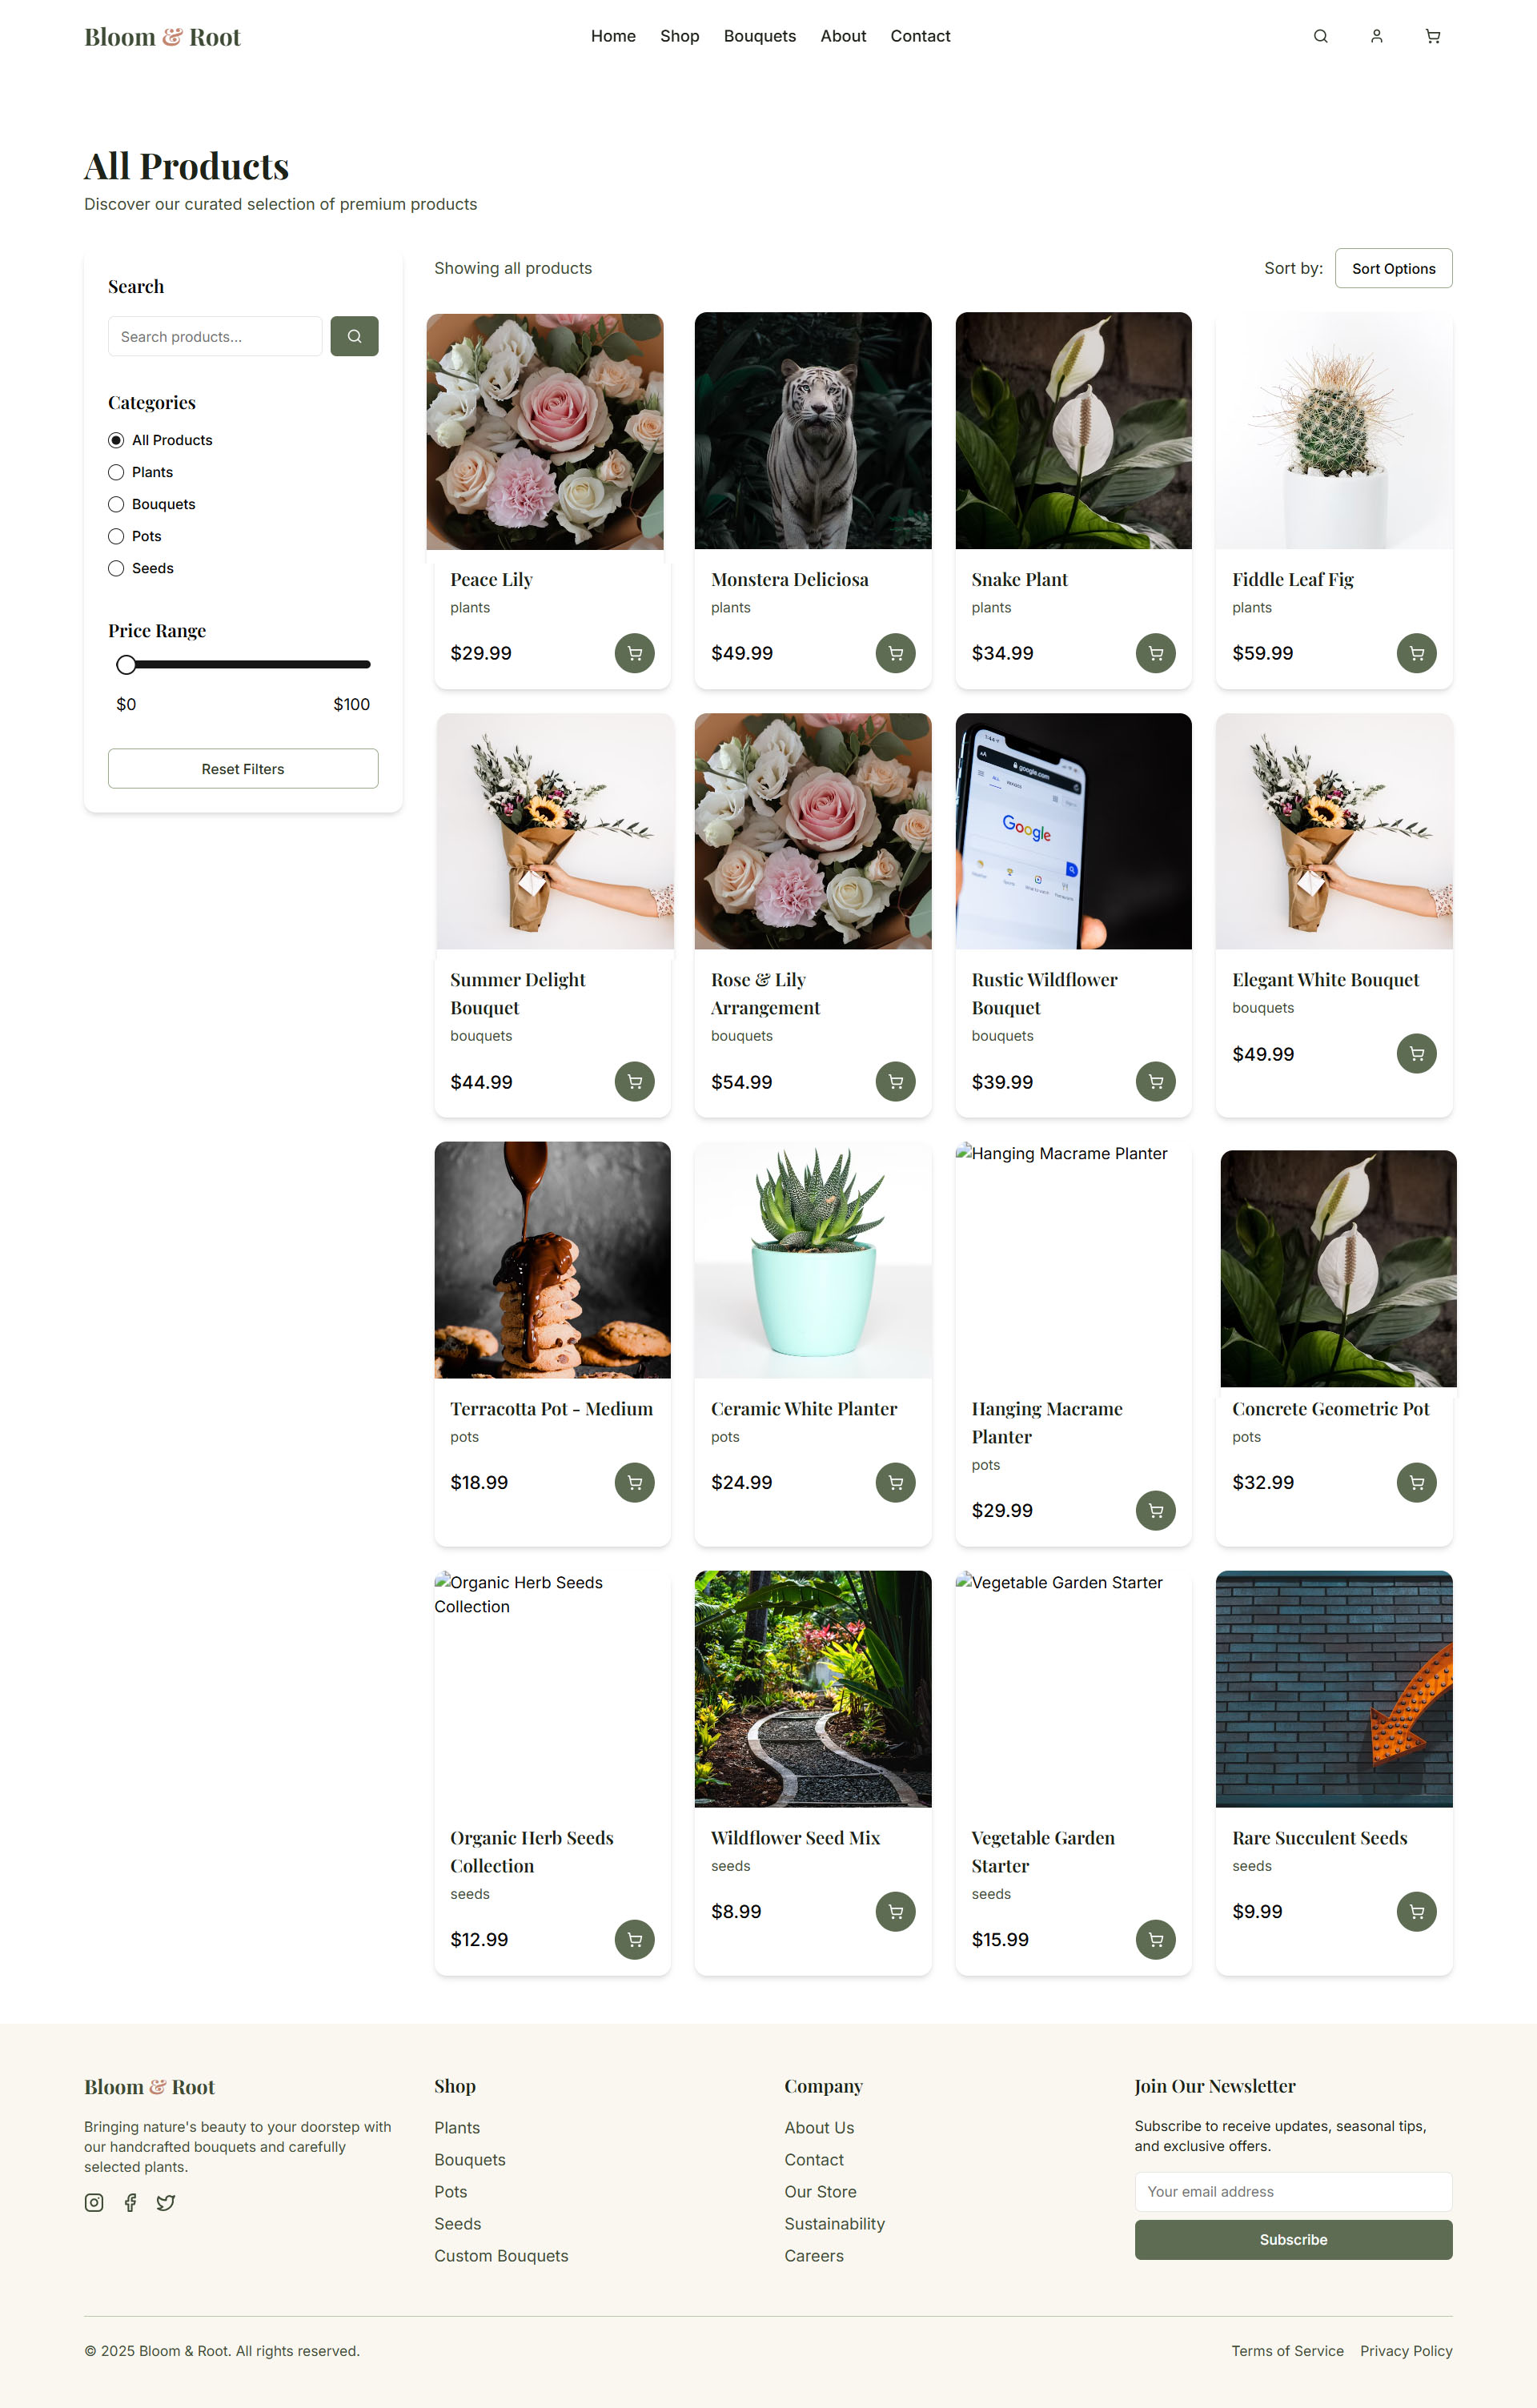 Bloom & Root
Home
Shop
Bouquets
About
Contact
All Products
Discover our curated selection of premium products
Search
Search products...
Categories
All Products
Plants
Bouquets
Pots
Seeds
Price Range
$0
$100
Reset Filters
Showing all products
Sort by:
Sort Options
Peace Lily
plants
$29.99
Monstera Deliciosa
plants
$49.99
Snake Plant
plants
$34.99
Fiddle Leaf Fig
plants
$59.99
Summer Delight
Bouquet
bouquets
$44.99
Rose & Lily
Arrangement
bouquets
$54.99
google.com
Google
Rustic Wildflower
Bouquet
bouquets
$39.99
Elegant White Bouquet
bouquets
$49.99
Terracotta Pot - Medium
pots
$18.99
Ceramic White Planter
pots
$24.99
Hanging Macrame Planter
Hanging Macrame
Planter
pots
$29.99
Concrete Geometric Pot
pots
$32.99
Organic Herb Seeds
Collection
Organic Herb Seeds
Collection
seeds
$12.99
Wildflower Seed Mix
seeds
$8.99
Vegetable Garden Starter
Vegetable Garden
Starter
seeds
$15.99
Rare Succulent Seeds
seeds
$9.99
Bloom & Root
Bringing nature's beauty to your doorstep with
our handcrafted bouquets and carefully
selected plants.
Shop
Plants
Bouquets
Pots
Seeds
Custom Bouquets
Company
About Us
Contact
Our Store
Sustainability
Careers
Join Our Newsletter
Subscribe to receive updates, seasonal tips,
and exclusive offers.
Your email address
Subscribe
© 2025 Bloom & Root. All rights reserved.
Terms of Service
Privacy Policy